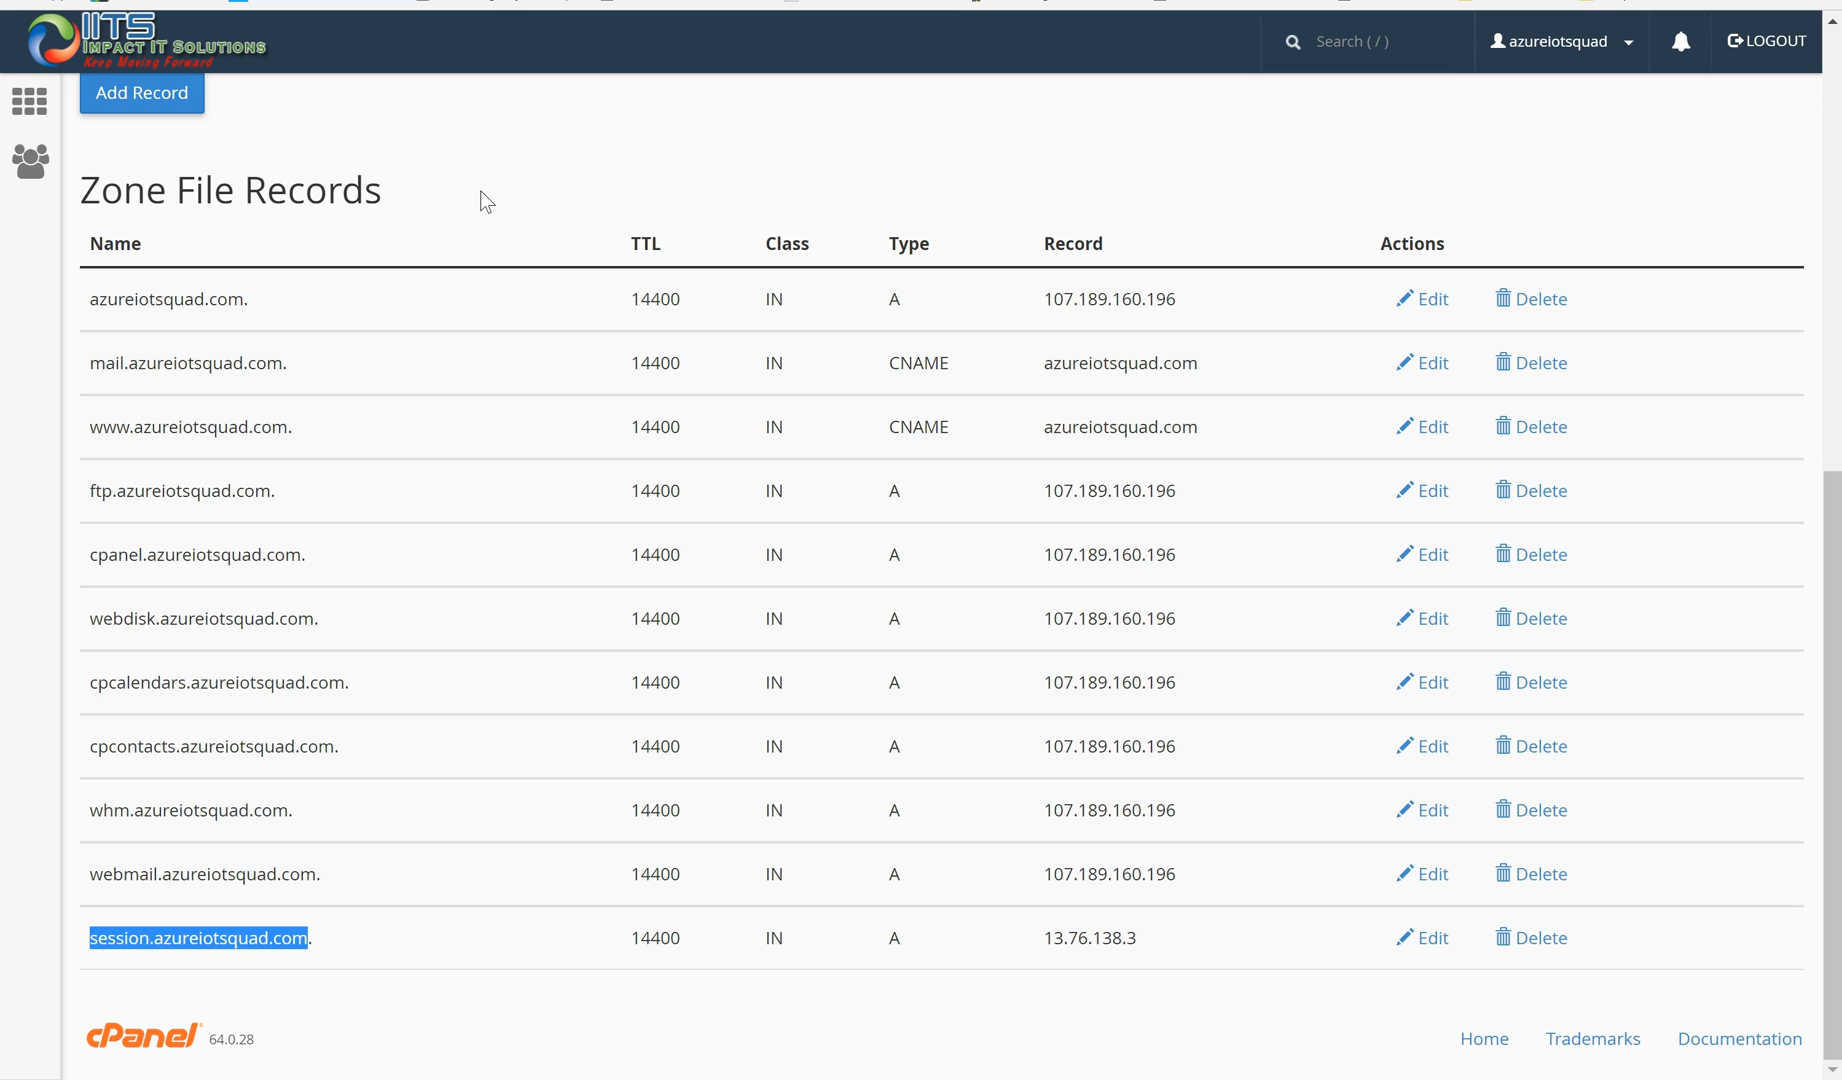 IITS
IMPACT IT SOLUTIONS
Keep Moving Forward
Search ( / )
azureiotsquad
LOGOUT
Add Record
Zone File Records
Name TTL Class Type Record Actions
azureiotsquad.com. 14400 IN A 107.189.160.196 Edit Delete
mail.azureiotsquad.com. 14400 IN CNAME azureiotsquad.com Edit Delete
www.azureiotsquad.com. 14400 IN CNAME azureiotsquad.com Edit Delete
ftp.azureiotsquad.com. 14400 IN A 107.189.160.196 Edit Delete
cpanel.azureiotsquad.com. 14400 IN A 107.189.160.196 Edit Delete
webdisk.azureiotsquad.com. 14400 IN A 107.189.160.196 Edit Delete
cpcalendars.azureiotsquad.com. 14400 IN A 107.189.160.196 Edit Delete
cpcontacts.azureiotsquad.com. 14400 IN A 107.189.160.196 Edit Delete
whm.azureiotsquad.com. 14400 IN A 107.189.160.196 Edit Delete
webmail.azureiotsquad.com. 14400 IN A 107.189.160.196 Edit Delete
session.azureiotsquad.com. 14400 IN A 13.76.138.3 Edit Delete
cPanel 64.0.28
Home Trademarks Documentation